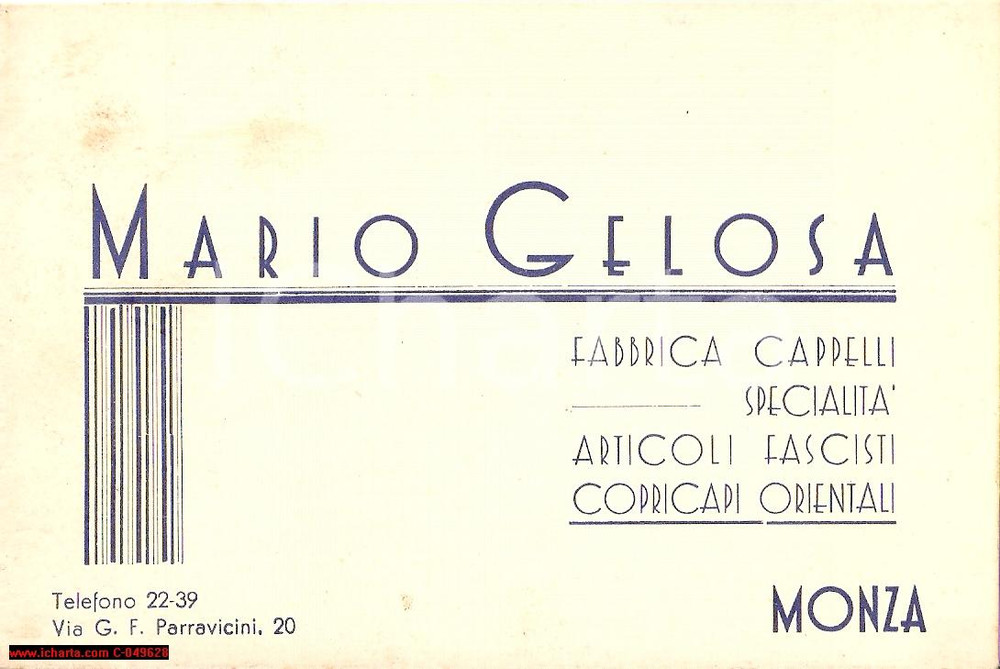 MARIO GELOSA
icharta
FABBRICA CAPPELLI
SPECIALITA'
ARTICOLI FASCISTI
COPRICAPI ORIENTALI
Telefono 22-39
Via G. F. Parravicini, 20
MONZA
www.icharta.com C-049628